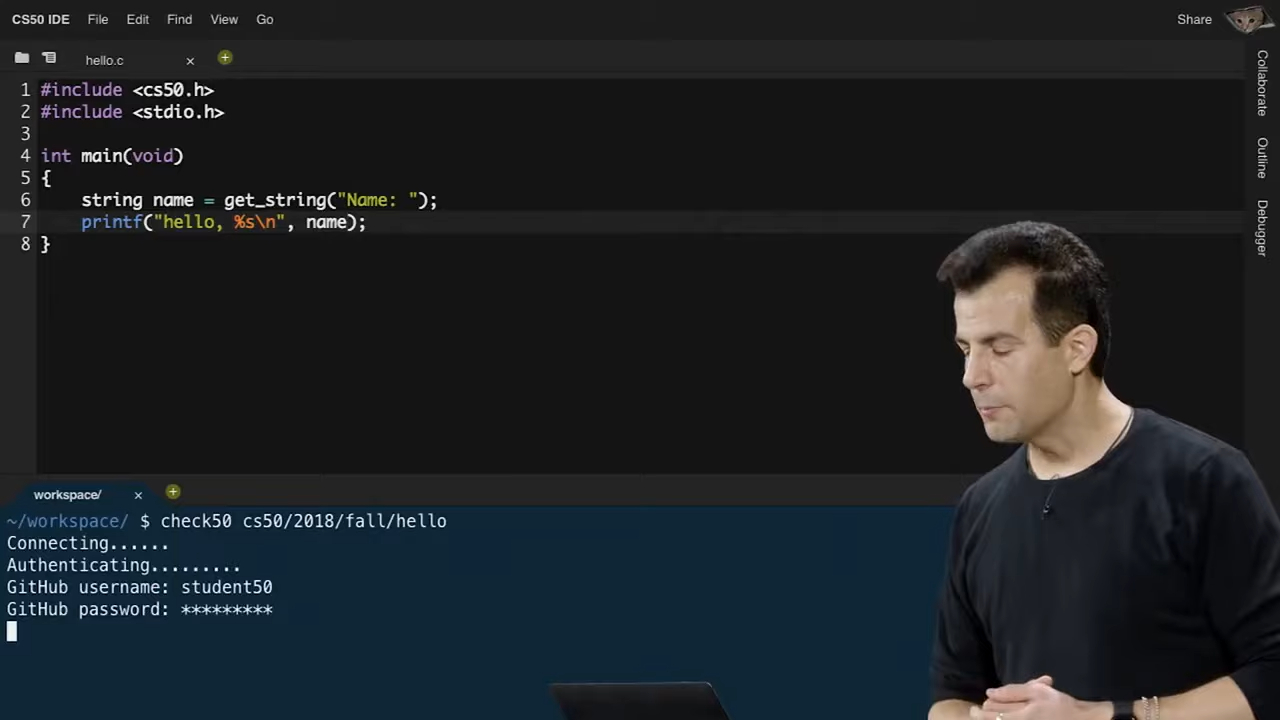 CS50 IDE File Edit Find View Go Share
hello.c
1 #include <cs50.h>
2 #include <stdio.h>
3
4 int main(void)
5 {
6     string name = get_string("Name: ");
7     printf("hello, %s\n", name);
8 }
Collaborate
Outline
Debugger
workspace/
~/workspace/ $ check50 cs50/2018/fall/hello
Connecting......
Authenticating.........
GitHub username: student50
GitHub password: *********